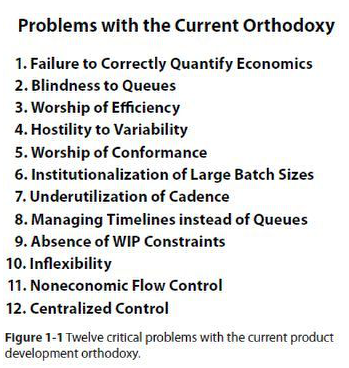 Problems with the Current Orthodoxy
1. Failure to Correctly Quantify Economics
2. Blindness to Queues
3. Worship of Efficiency
4. Hostility to Variability
5. Worship of Conformance
6. Institutionalization of Large Batch Sizes
7. Underutilization of Cadence
8. Managing Timelines instead of Queues
9. Absence of WIP Constraints
10. Inflexibility
11. Noneconomic Flow Control
12. Centralized Control
Figure 1-1 Twelve critical problems with the current product
development orthodoxy.